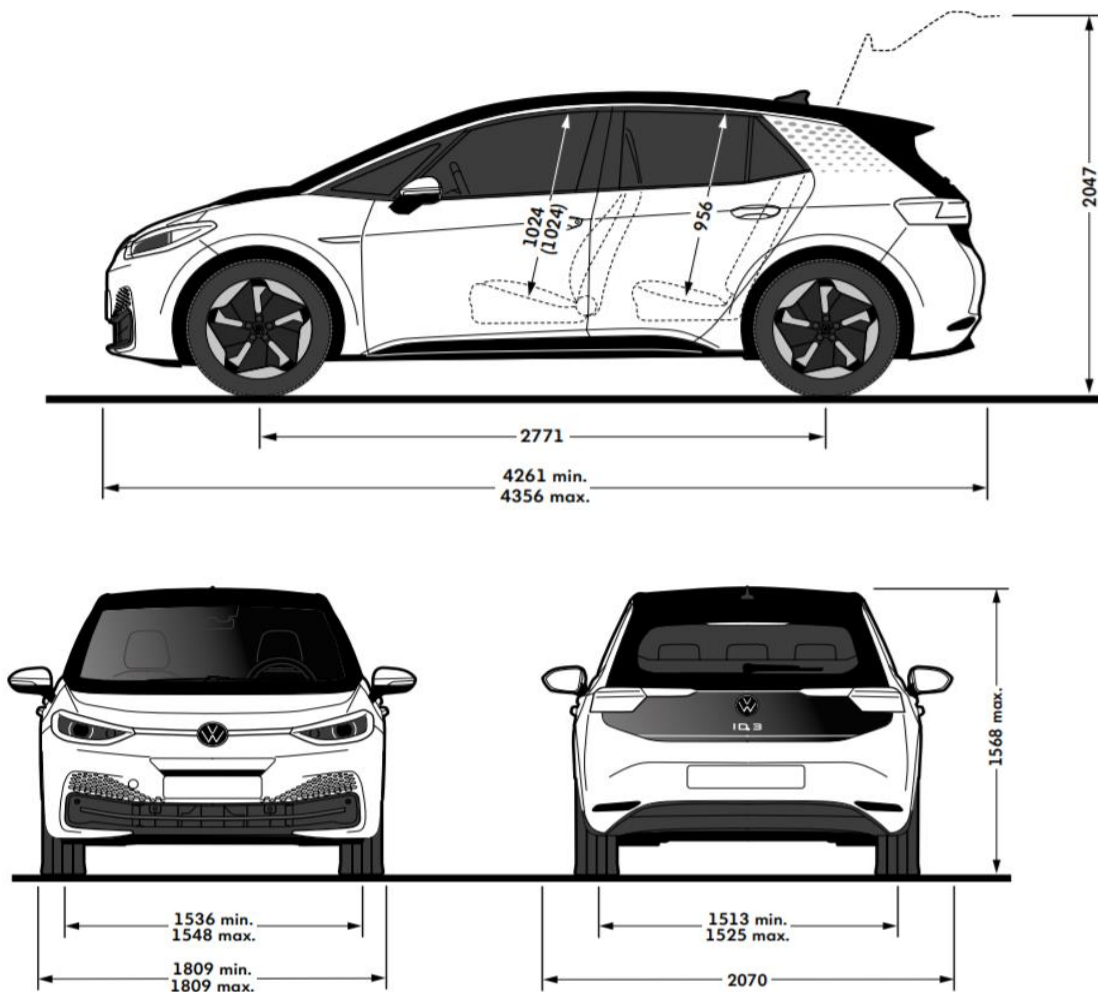 2047
1024
(1024)
956
2771
4261 min.
4356 max.
ID.3
1568 max.
1536 min.
1548 max.
1513 min.
1525 max.
1809 min.
1809 max.
2070